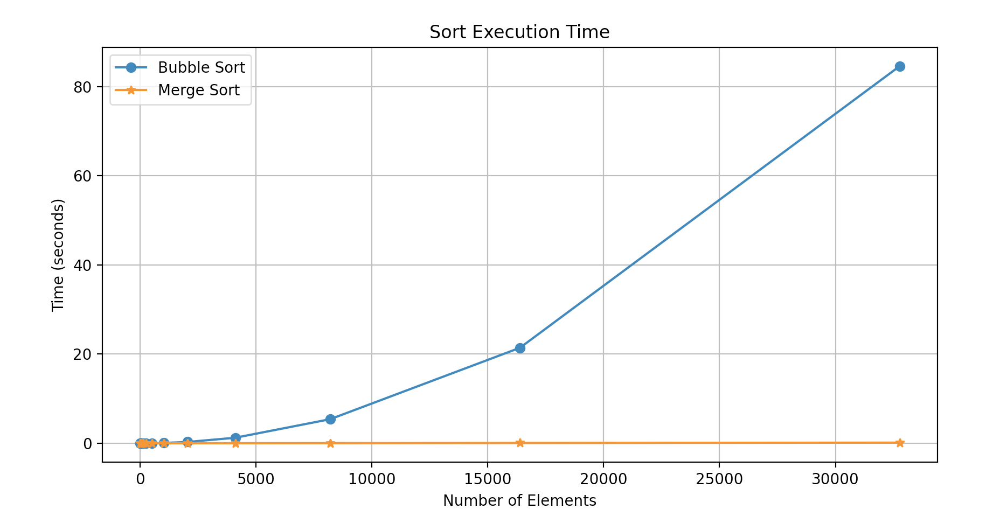 Sort Execution Time
Bubble Sort
Merge Sort
80
60
40
20
0
Time (seconds)
0 5000 10000 15000 20000 25000 30000
Number of Elements